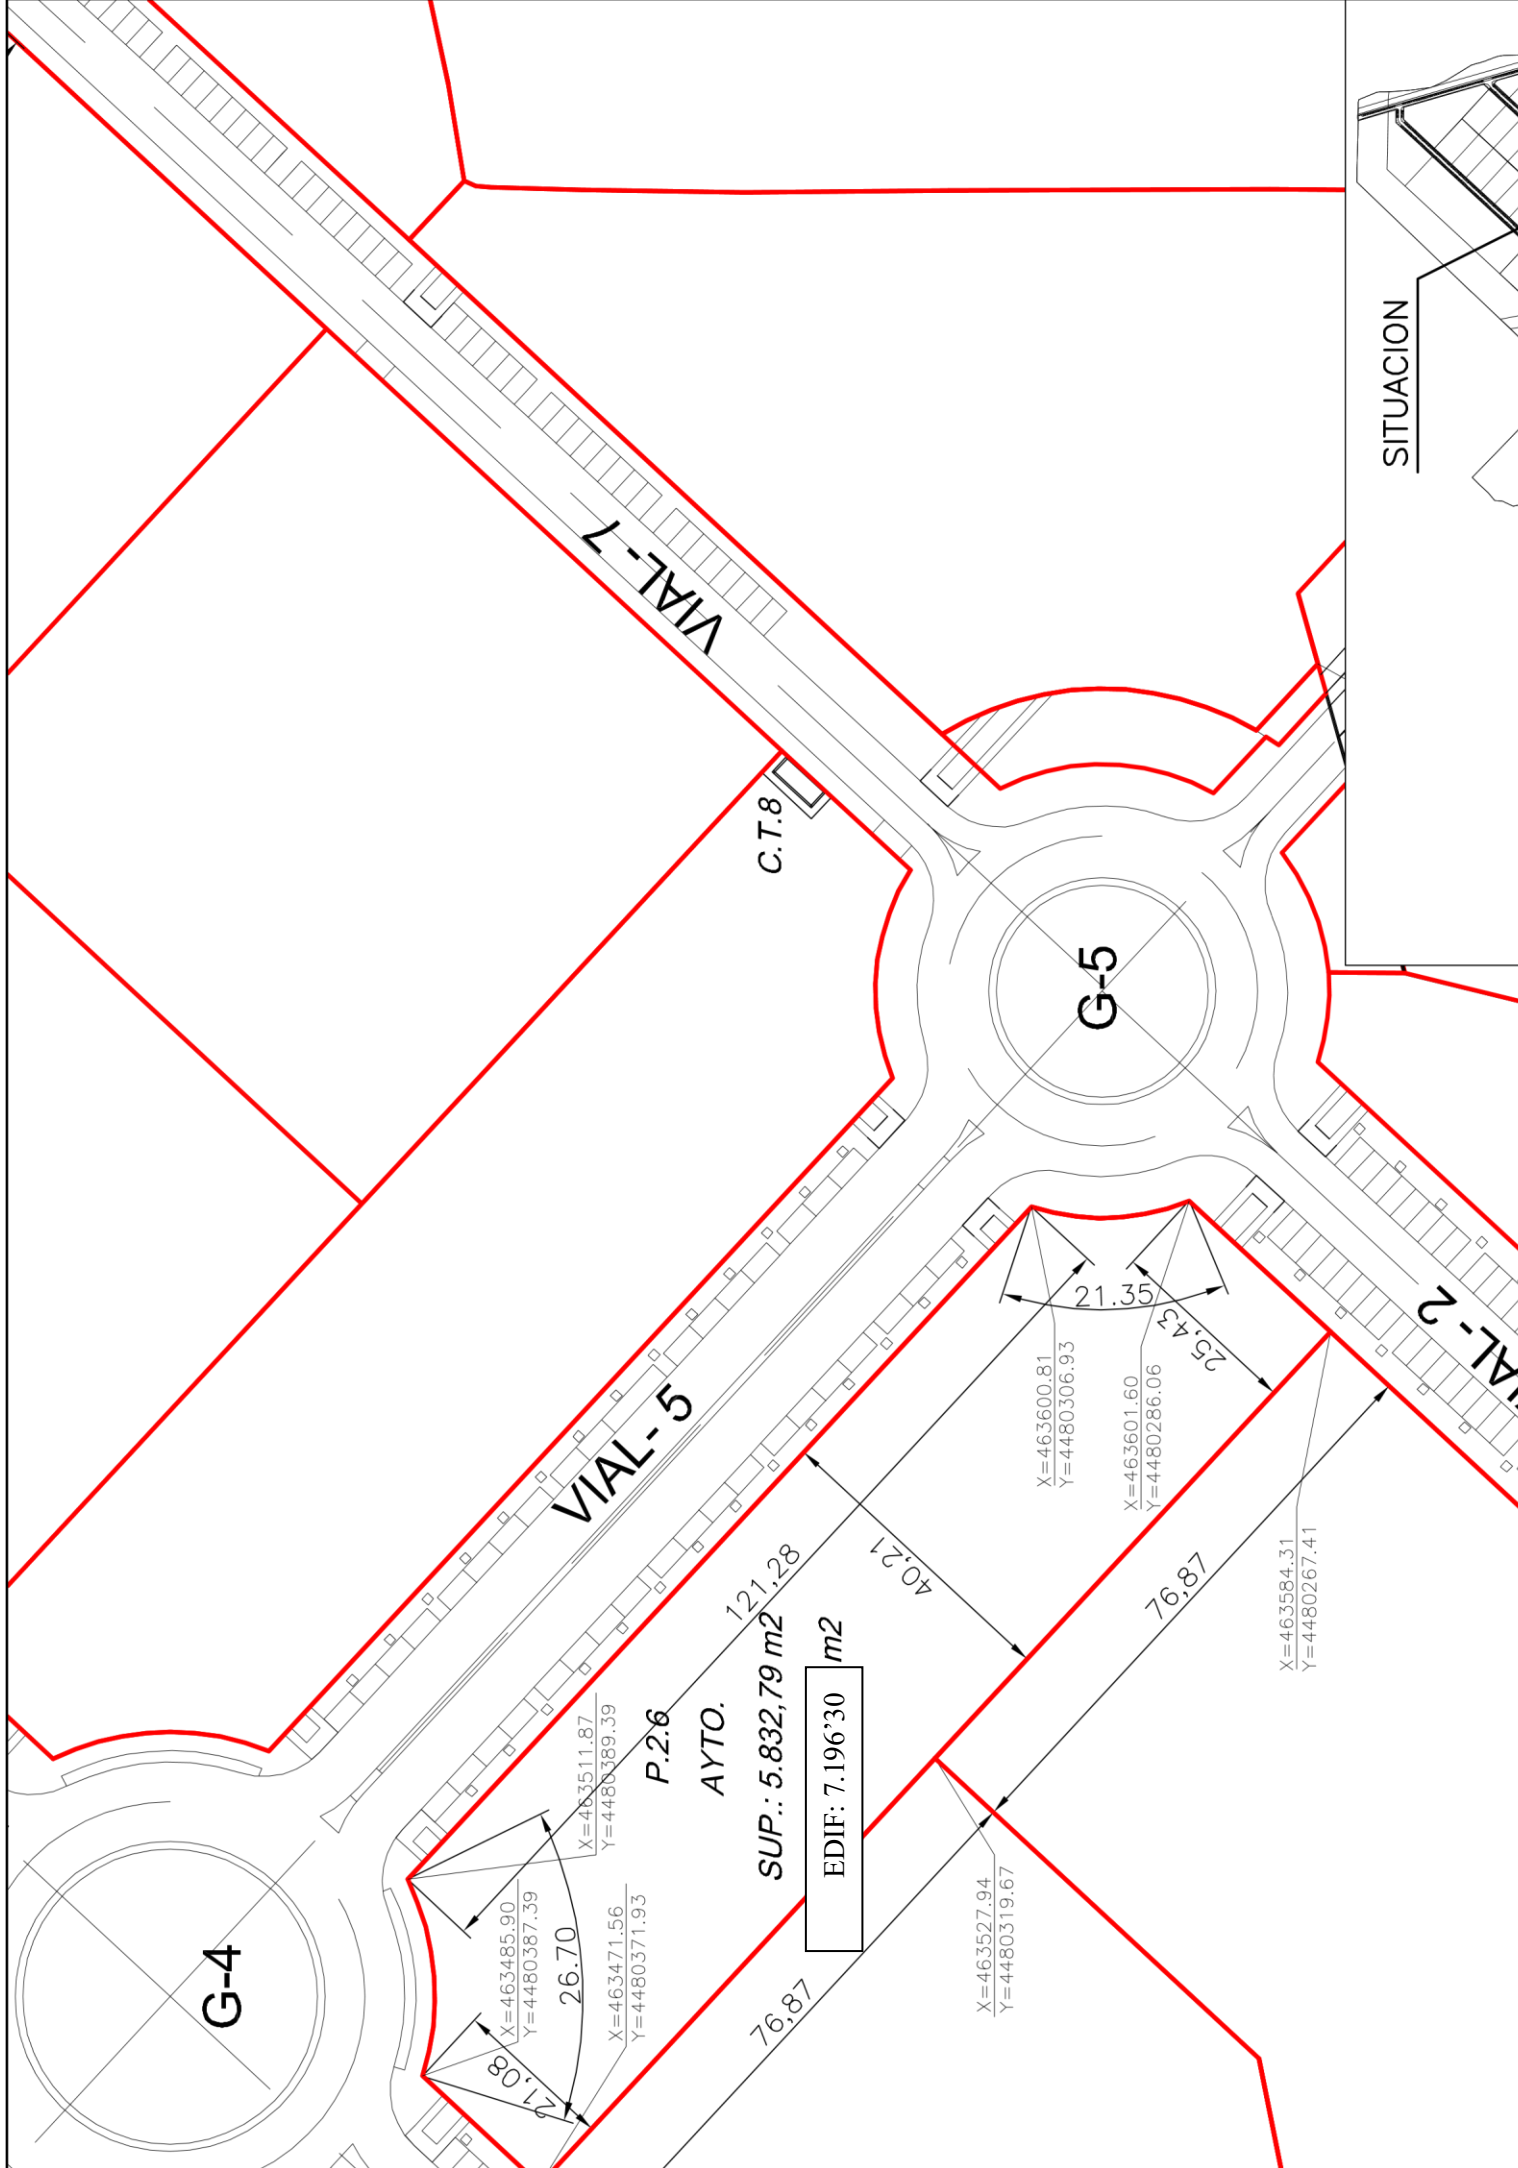 SITUACION
VIAL-7
C.T.8
G-5
VIAL-5
VIAL-2
G-4
P.2.6
AYTO.
SUP.: 5.832,79 m2
EDIF: 7.196'30 m2
121,28
40,21
76,87
76,87
21.35
25,43
26.70
21,08
X=463600.81
Y=4480306.93
X=463601.60
Y=4480286.06
X=463584.31
Y=4480267.41
X=463527.94
Y=4480319.67
X=463511.87
Y=4480389.39
X=463485.90
Y=4480387.39
X=463471.56
Y=4480371.93